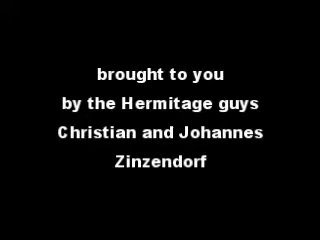 brought to you
by the Hermitage guys
Christian and Johannes
Zinzendorf